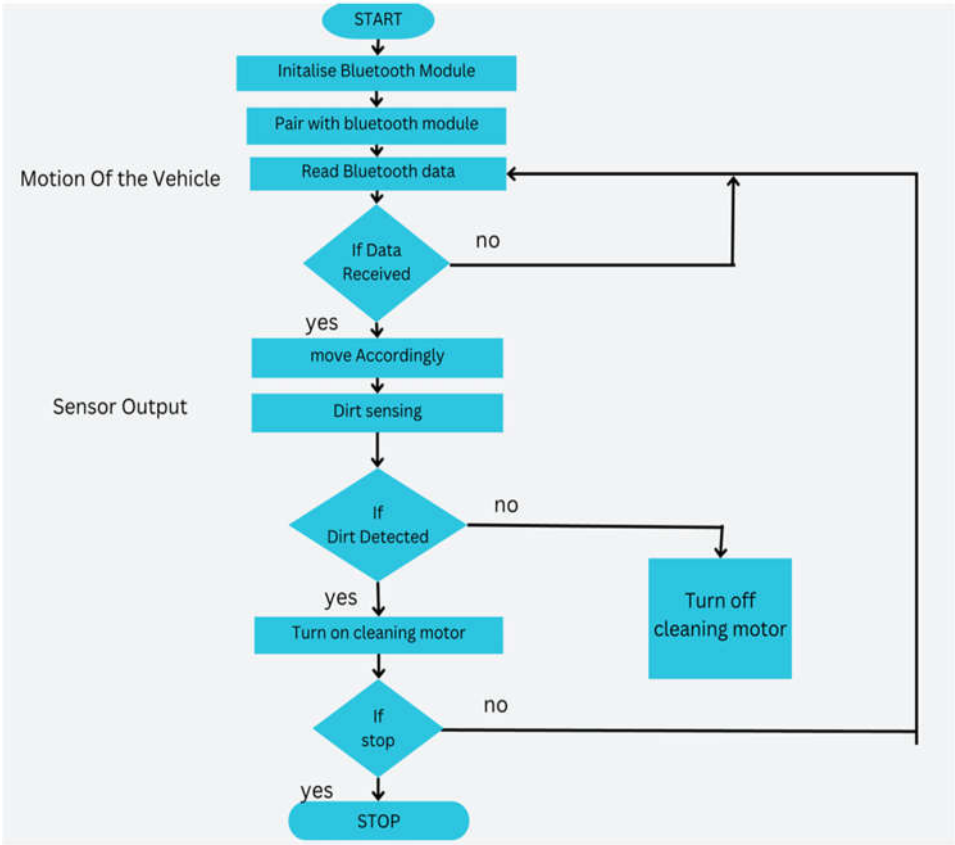 START
Initalise Bluetooth Module
Pair with bluetooth module
Motion Of the Vehicle
Read Bluetooth data
If Data
Received
no
yes
move Accordingly
Sensor Output
Dirt sensing
If
Dirt Detected
no
yes
Turn off
cleaning motor
Turn on cleaning motor
If
stop
no
yes
STOP